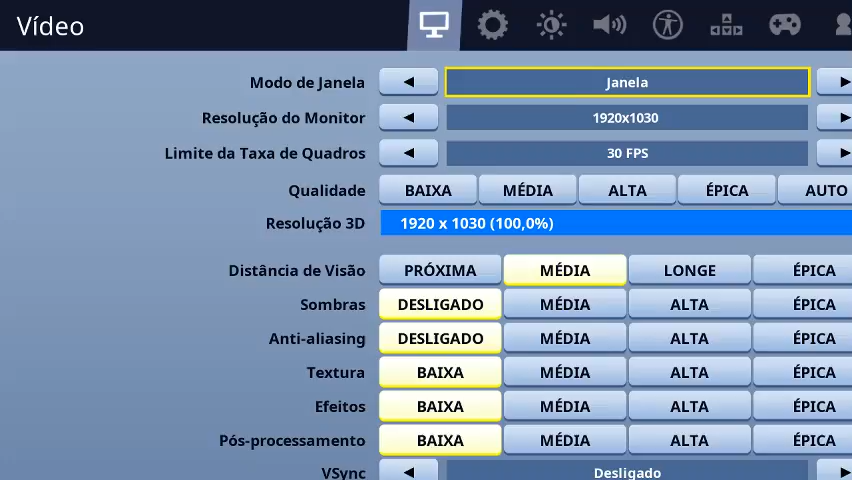 Vídeo
Modo de Janela ◄ Janela ►
Resolução do Monitor ◄ 1920x1030 ►
Limite da Taxa de Quadros ◄ 30 FPS ►
Qualidade BAIXA MÉDIA ALTA ÉPICA AUTO
Resolução 3D 1920 x 1030 (100,0%)
Distância de Visão PRÓXIMA MÉDIA LONGE ÉPICA
Sombras DESLIGADO MÉDIA ALTA ÉPICA
Anti-aliasing DESLIGADO MÉDIA ALTA ÉPICA
Textura BAIXA MÉDIA ALTA ÉPICA
Efeitos BAIXA MÉDIA ALTA ÉPICA
Pós-processamento BAIXA MÉDIA ALTA ÉPICA
VSync ◄ Desligado ►